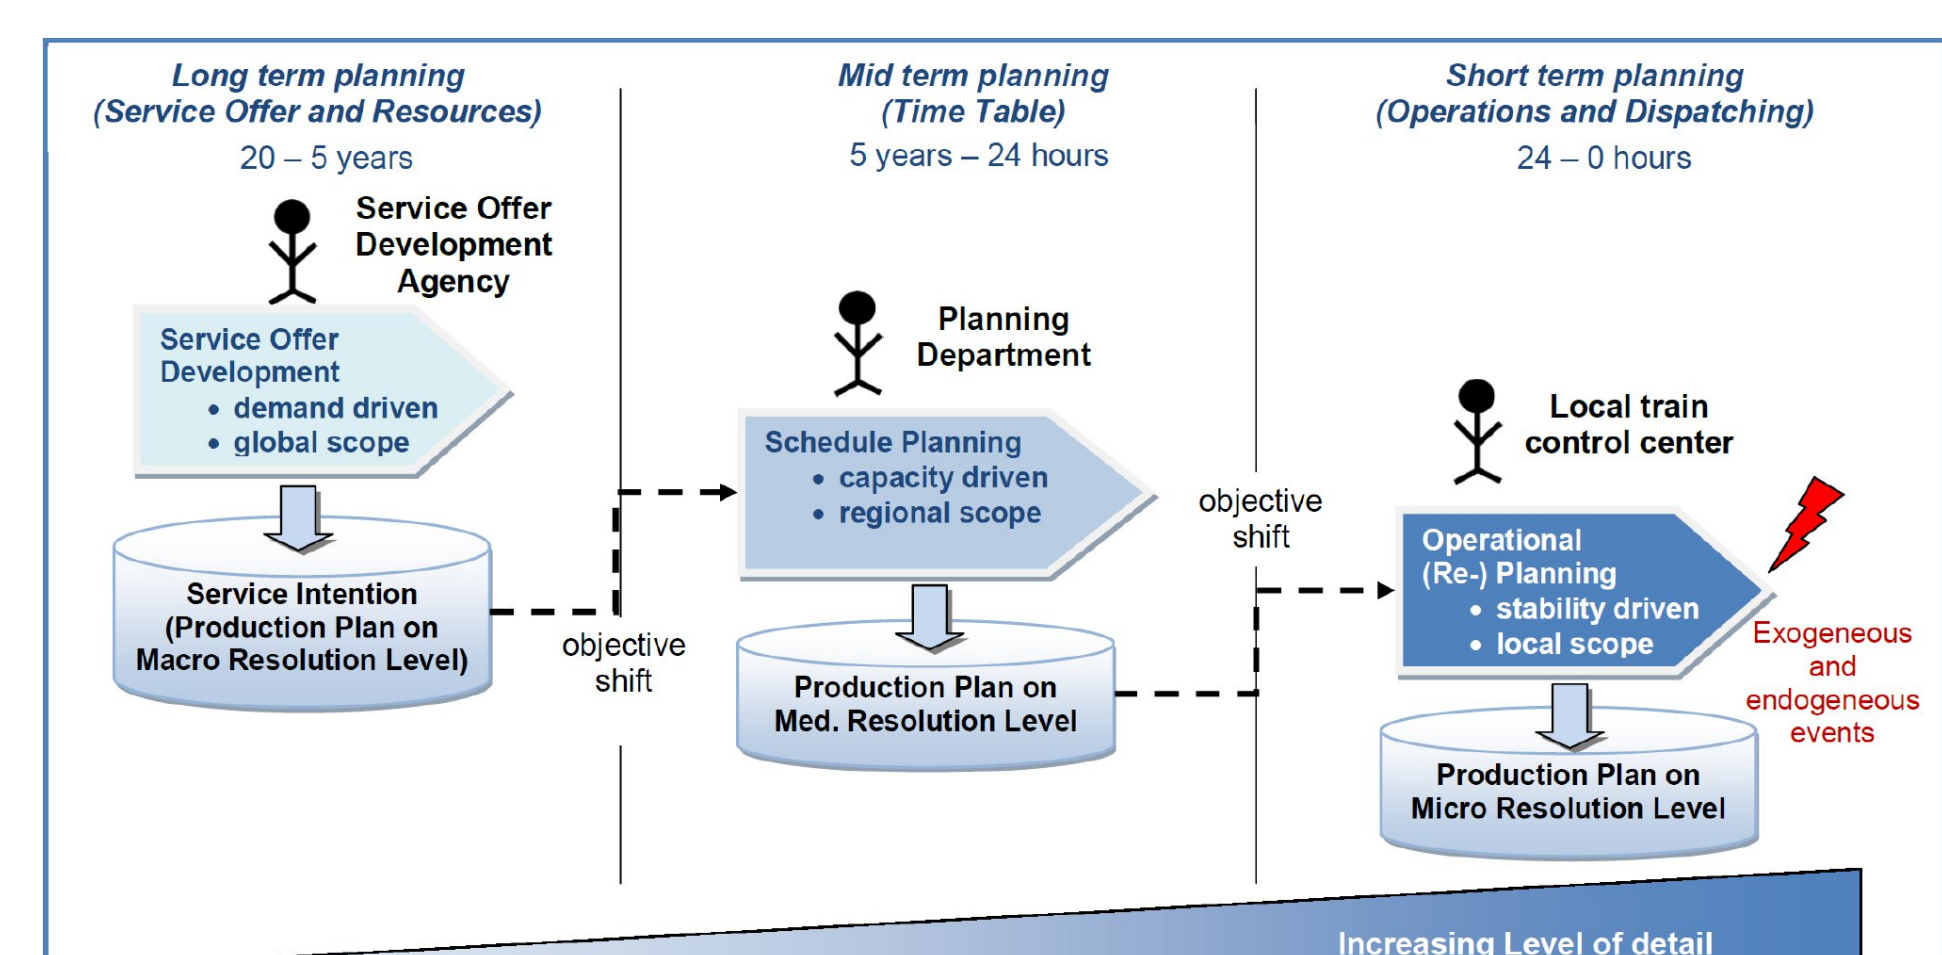 Long term planning
(Service Offer and Resources)
20 – 5 years
Service Offer
Development
Agency
Service Offer
Development
• demand driven
• global scope
Service Intention
(Production Plan on
Macro Resolution Level)
objective
shift
Mid term planning
(Time Table)
5 years – 24 hours
Planning
Department
Schedule Planning
• capacity driven
• regional scope
Production Plan on
Med. Resolution Level
objective
shift
Short term planning
(Operations and Dispatching)
24 – 0 hours
Local train
control center
Operational
(Re-) Planning
• stability driven
• local scope
Exogeneous
and
endogeneous
events
Production Plan on
Micro Resolution Level
Increasing Level of detail